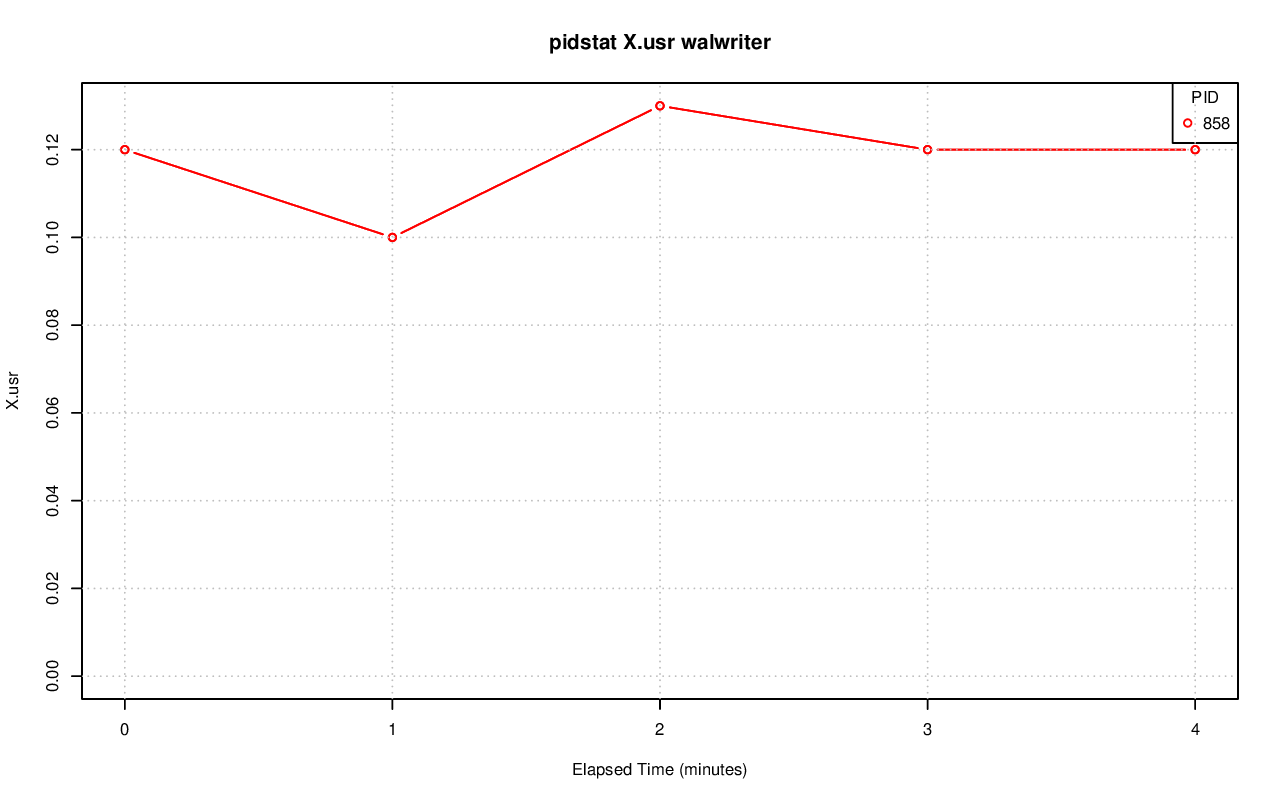 pidstat X.usr walwriter
PID
858
X.usr
0.12
0.10
0.08
0.06
0.04
0.02
0.00
0 1 2 3 4
Elapsed Time (minutes)